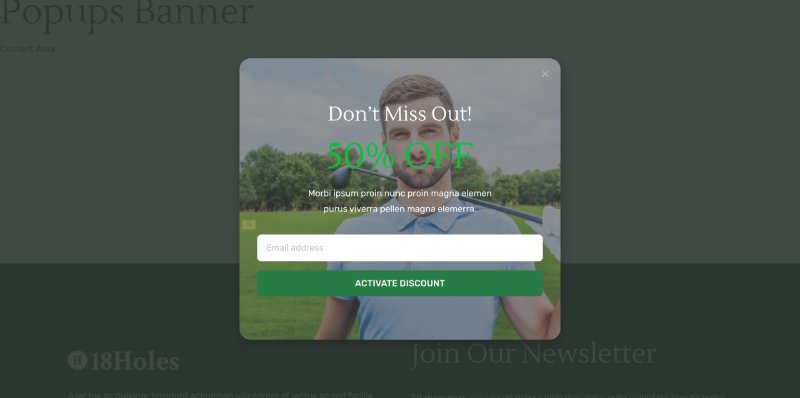 Popups Banner
Content Area
×
Don't Miss Out!
50% OFF
Morbi ipsum proin nunc proin magna elemen
purus viverra pellen magna elemerra.
Email address
ACTIVATE DISCOUNT
H 18Holes
Join Our Newsletter